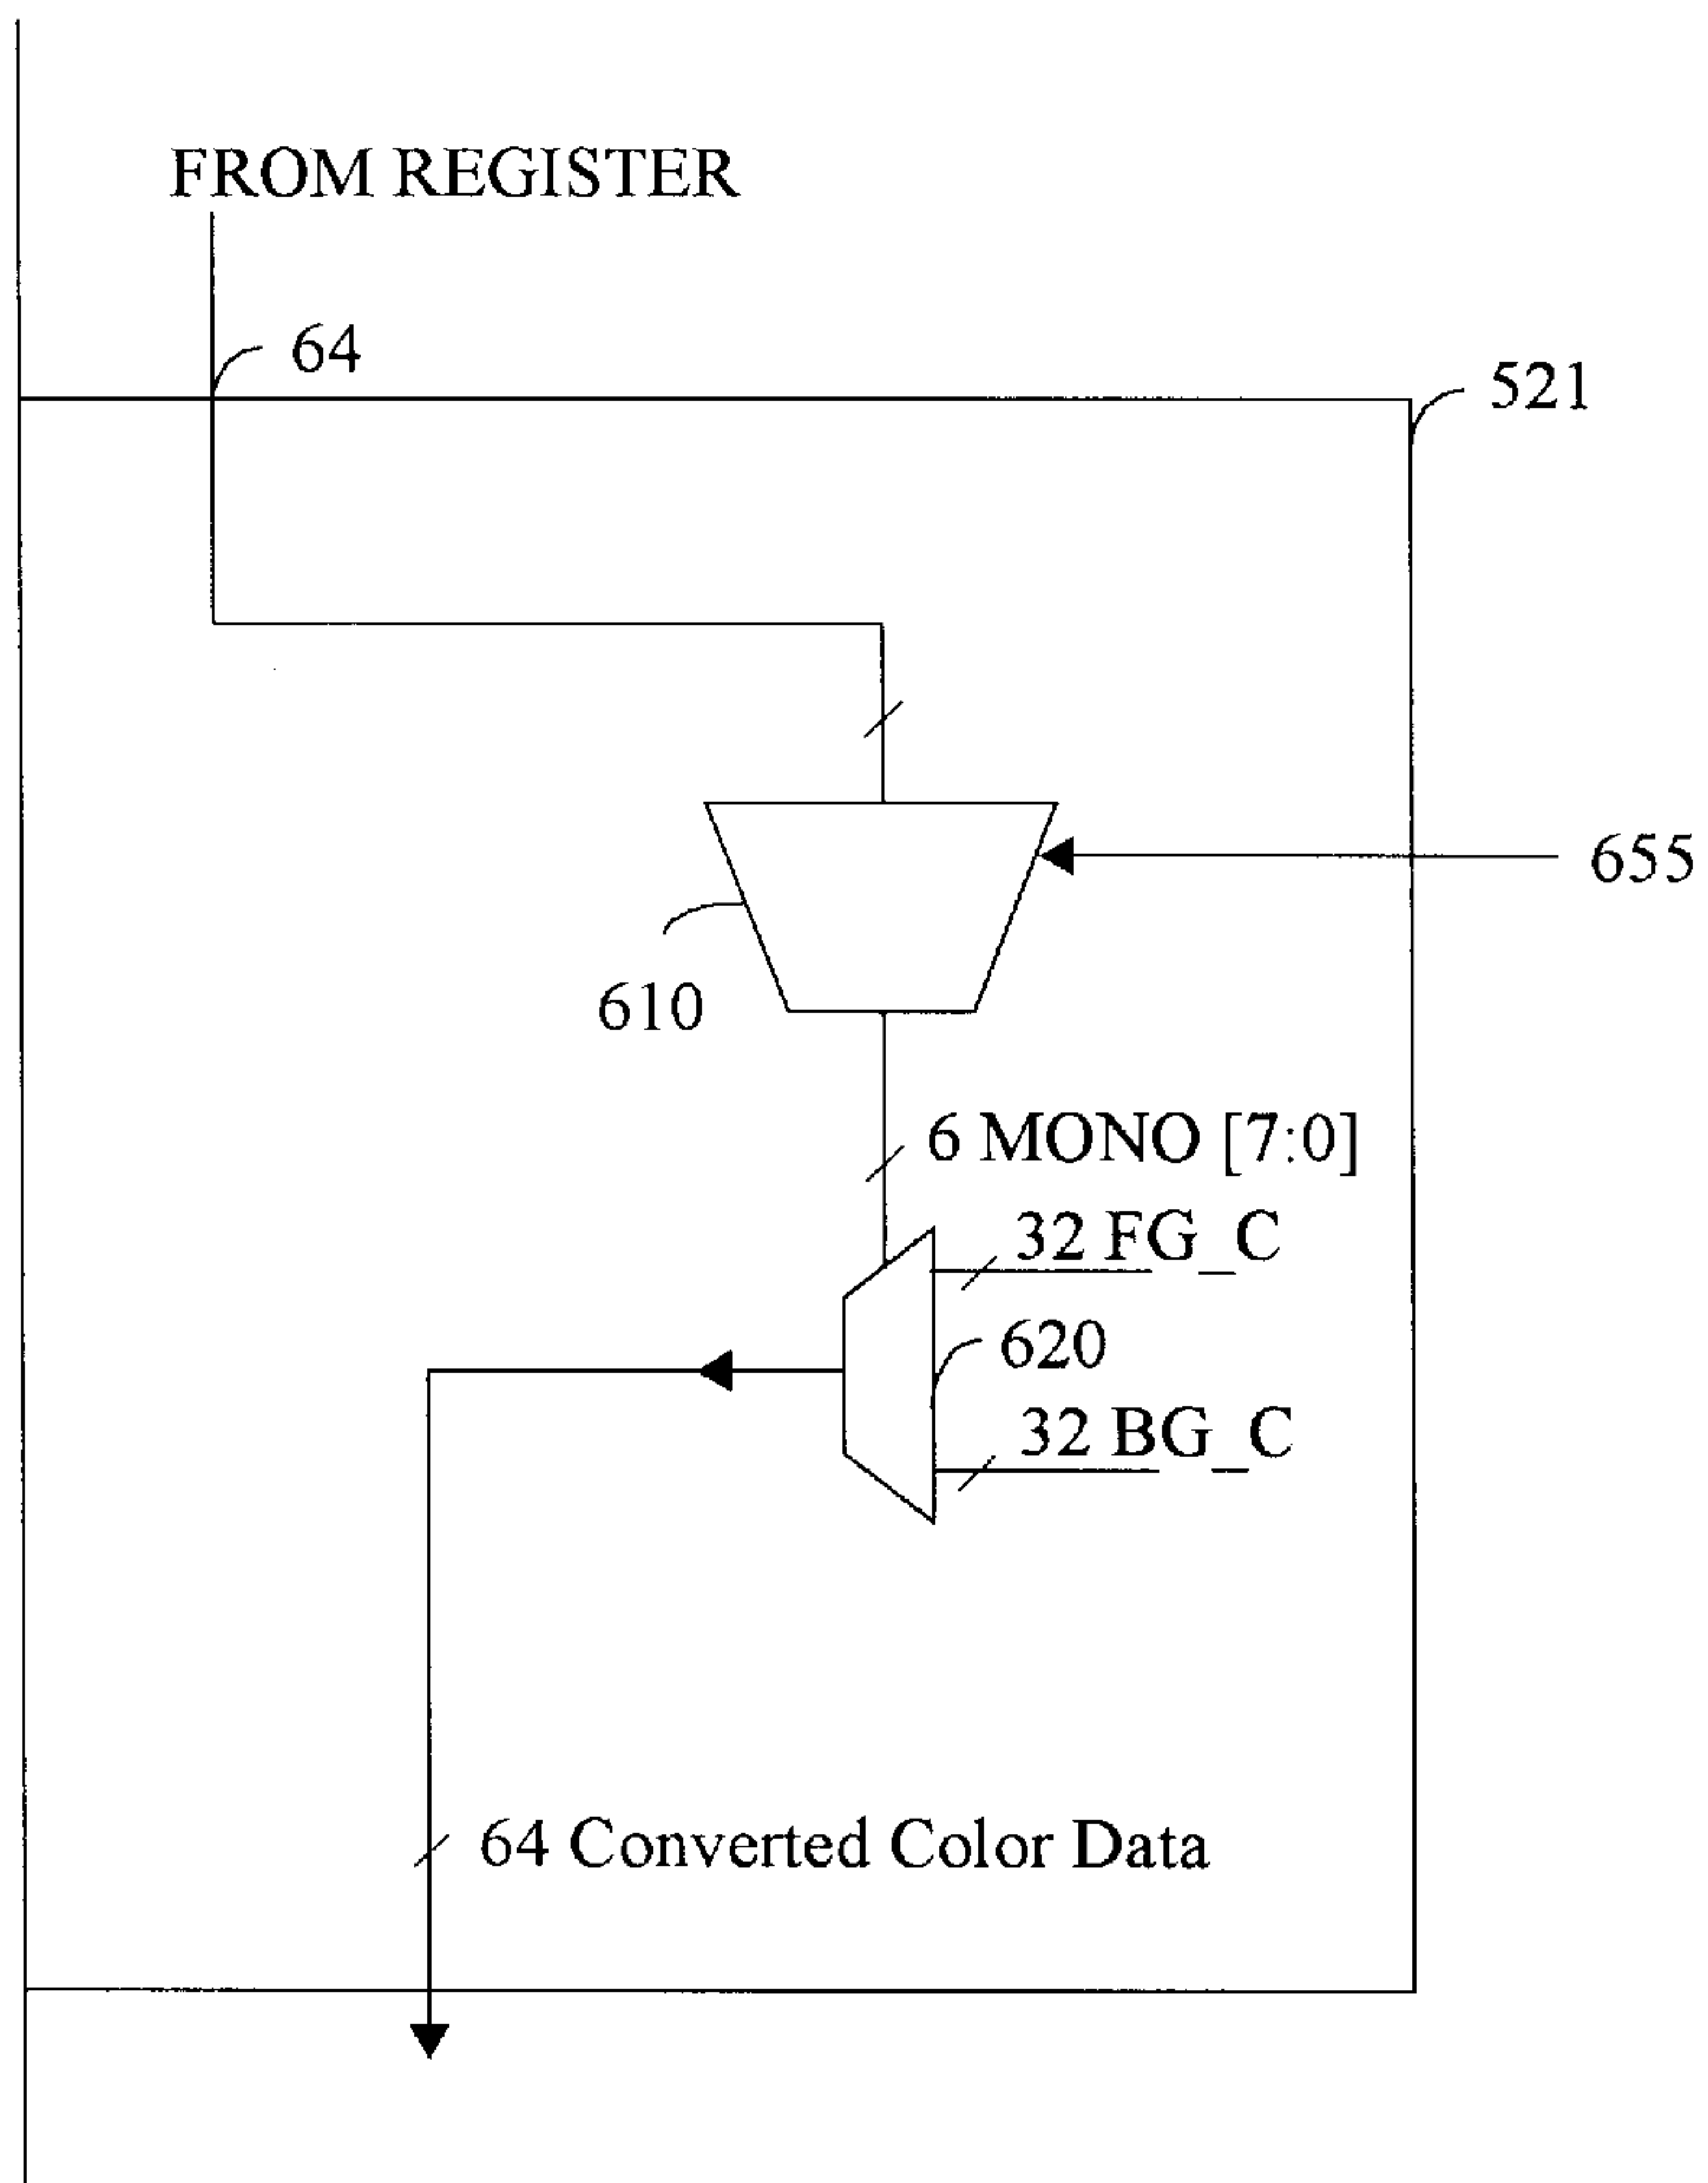 FROM REGISTER
64
521
655
610
6 MONO [7:0]
32 FG_C
620
32 BG_C
64 Converted Color Data